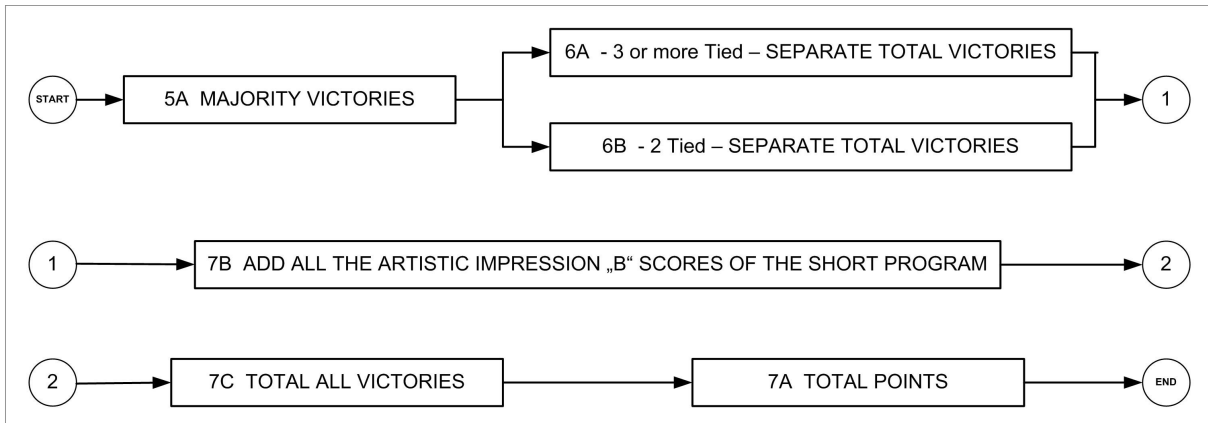 START
5A MAJORITY VICTORIES
6A - 3 or more Tied – SEPARATE TOTAL VICTORIES
6B - 2 Tied – SEPARATE TOTAL VICTORIES
1
1
7B ADD ALL THE ARTISTIC IMPRESSION „B“ SCORES OF THE SHORT PROGRAM
2
2
7C TOTAL ALL VICTORIES
7A TOTAL POINTS
END